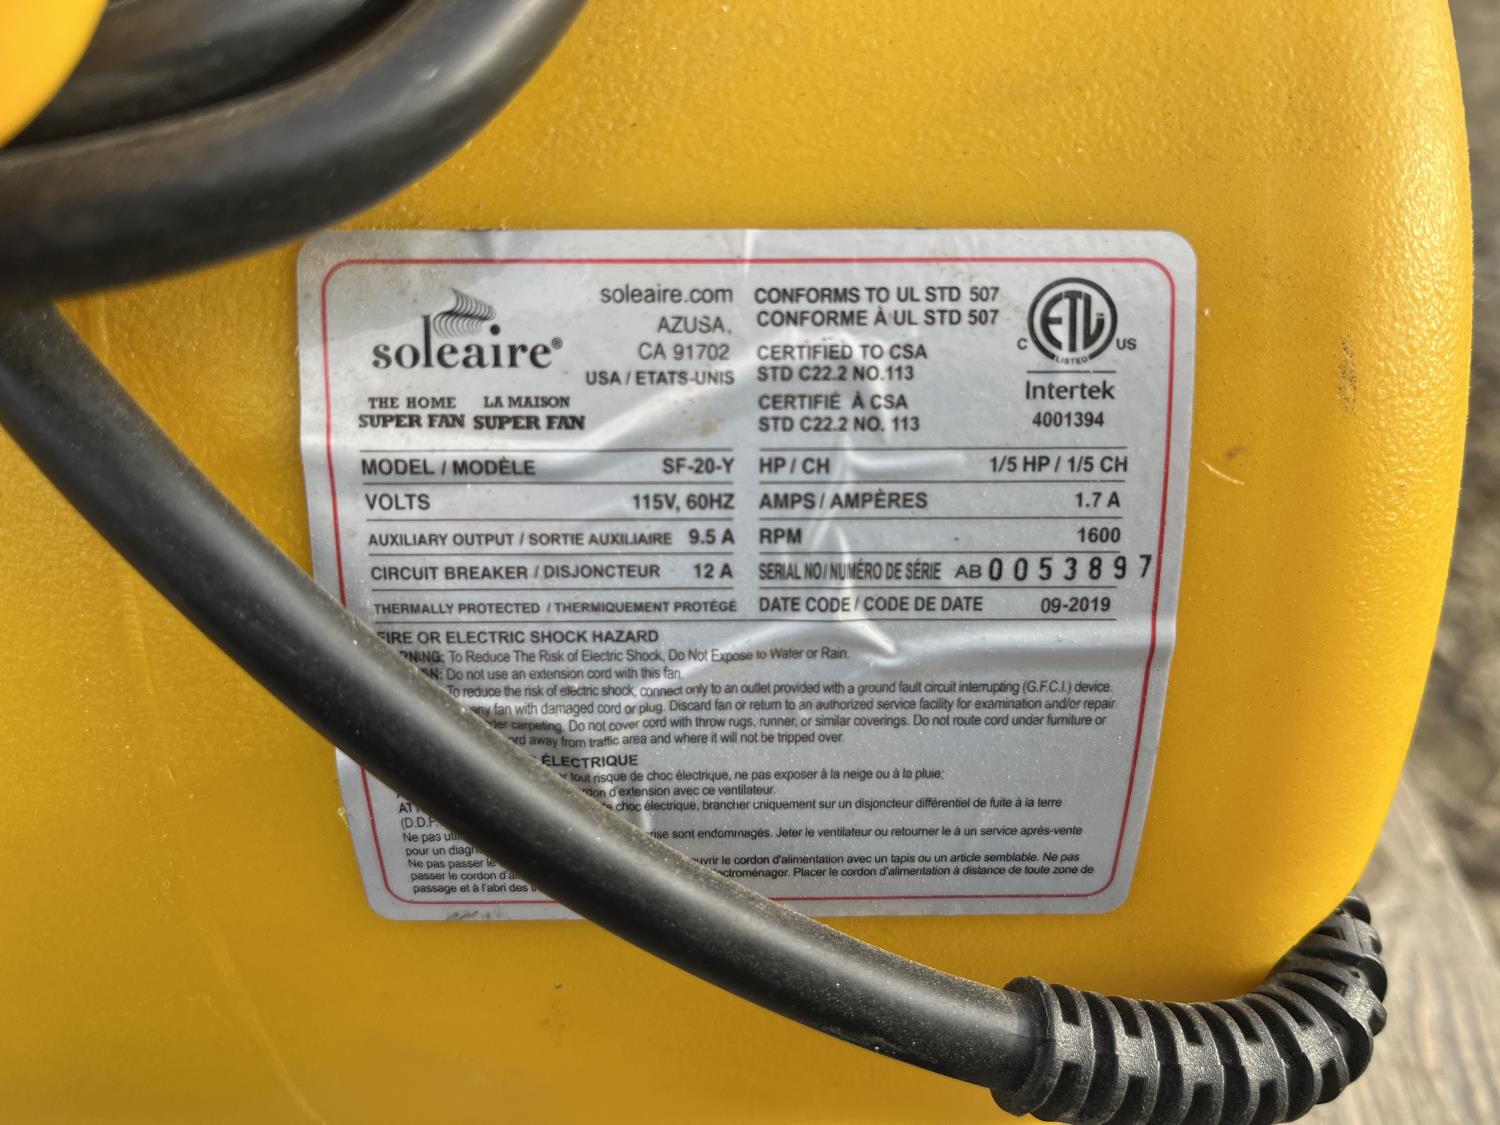 soleaire®
THE HOME SUPER FAN
LA MAISON SUPER FAN
soleaire.com
AZUSA,
CA 91702
USA / ETATS-UNIS
CONFORMS TO UL STD 507
CONFORME À UL STD 507
CERTIFIED TO CSA
STD C22.2 NO.113
CERTIFIÉ À CSA
STD C22.2 NO. 113
ETL
LISTED
C US
Intertek
4001394
MODEL / MODÈLE SF-20-Y
VOLTS 115V, 60HZ
AUXILIARY OUTPUT / SORTIE AUXILIAIRE 9.5 A
CIRCUIT BREAKER / DISJONCTEUR 12 A
THERMALLY PROTECTED / THERMIQUEMENT PROTÉGÉ
HP / CH 1/5 HP / 1/5 CH
AMPS / AMPÈRES 1.7 A
RPM 1600
SERIAL NO / NUMÉRO DE SÉRIE AB 0053897
DATE CODE / CODE DE DATE 09-2019
FIRE OR ELECTRIC SHOCK HAZARD
To Reduce The Risk of Electric Shock, Do Not Expose to Water or Rain.
Do not use an extension cord with this fan.
To reduce the risk of electric shock, connect only to an outlet provided with a ground fault circuit interrupting (G.F.C.I.) device.
any fan with damaged cord or plug. Discard fan or return to an authorized service facility for examination and/or repair.
carpeting. Do not cover cord with throw rugs, runner, or similar coverings. Do not route cord under furniture or
away from traffic area and where it will not be tripped over.
ÉLECTRIQUE
tout risque de choc électrique, ne pas exposer à la neige ou à la pluie;
d'extension avec ce ventilateur.
choc électrique, brancher uniquement sur un disjoncteur différentiel de fuite à la terre
(D.D.F.
Ne pas sont endommagés. Jeter le ventilateur ou retourner le à un service après-vente
pour un
Ne pas passer le cordon d'alimentation avec un tapis ou un article semblable. Ne pas
passer le cordon Placer le cordon d'alimentation à distance de toute zone de
passage et à l'abri des